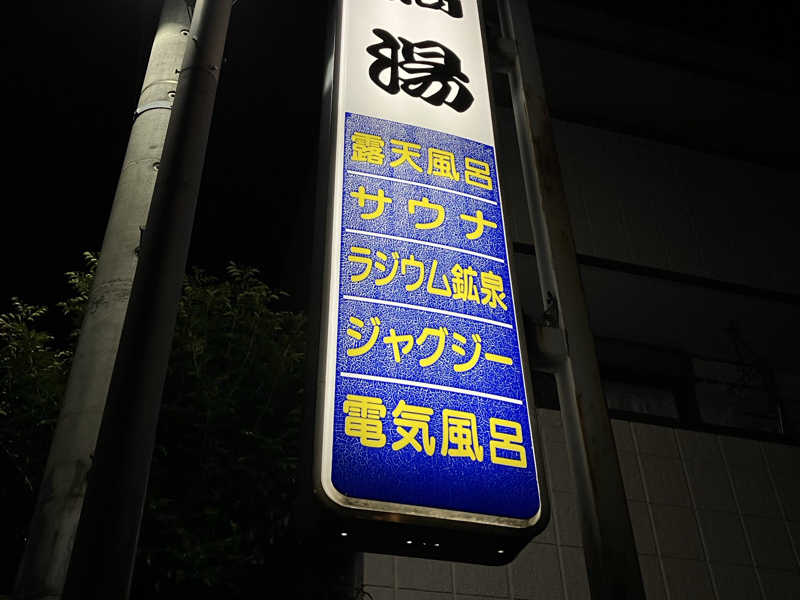 湯
露天風呂
サウナ
ラジウム鉱泉
ジャグジー
電気風呂